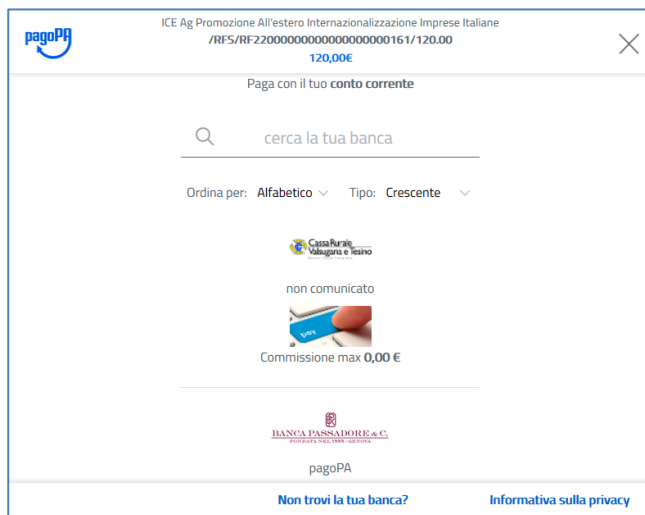 pagoPA
ICE Ag Promozione All'estero Internazionalizzazione Imprese Italiane
/RFS/RF22000000000000000000161/120.00
120,00€
Paga con il tuo conto corrente
cerca la tua banca
Ordina per: Alfabetico Tipo: Crescente
Cassa Rurale
Valsugana e Tesino
non comunicato
Commissione max 0,00 €
BANCA PASSADORE & C.
FONDATA NEL 1888 - GENOVA
pagoPA
Non trovi la tua banca? Informativa sulla privacy